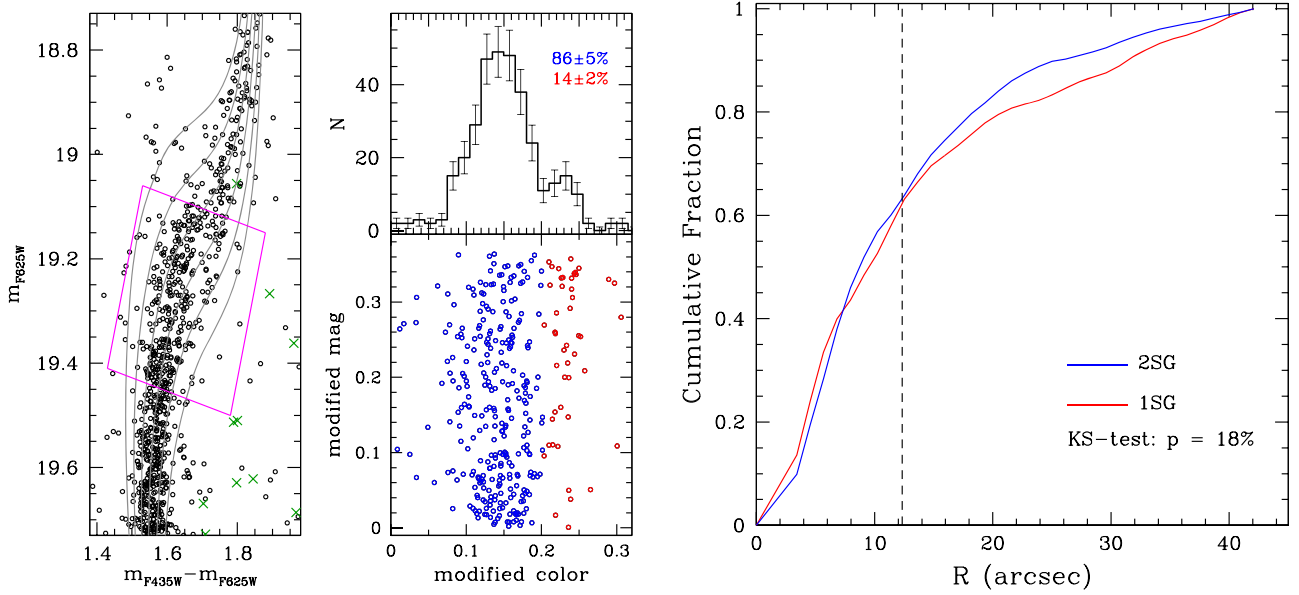 18.8
19
19.2
19.4
19.6
m_F625W
1.4 1.6 1.8
m_F435W−m_F625W
86±5%
14±2%
40
20
0
N
0.3
0.2
0.1
0
modified mag
0 0.1 0.2 0.3
modified color
1
0.8
0.6
0.4
0.2
0
Cumulative Fraction
2SG
1SG
KS−test: p = 18%
0 10 20 30 40
R (arcsec)